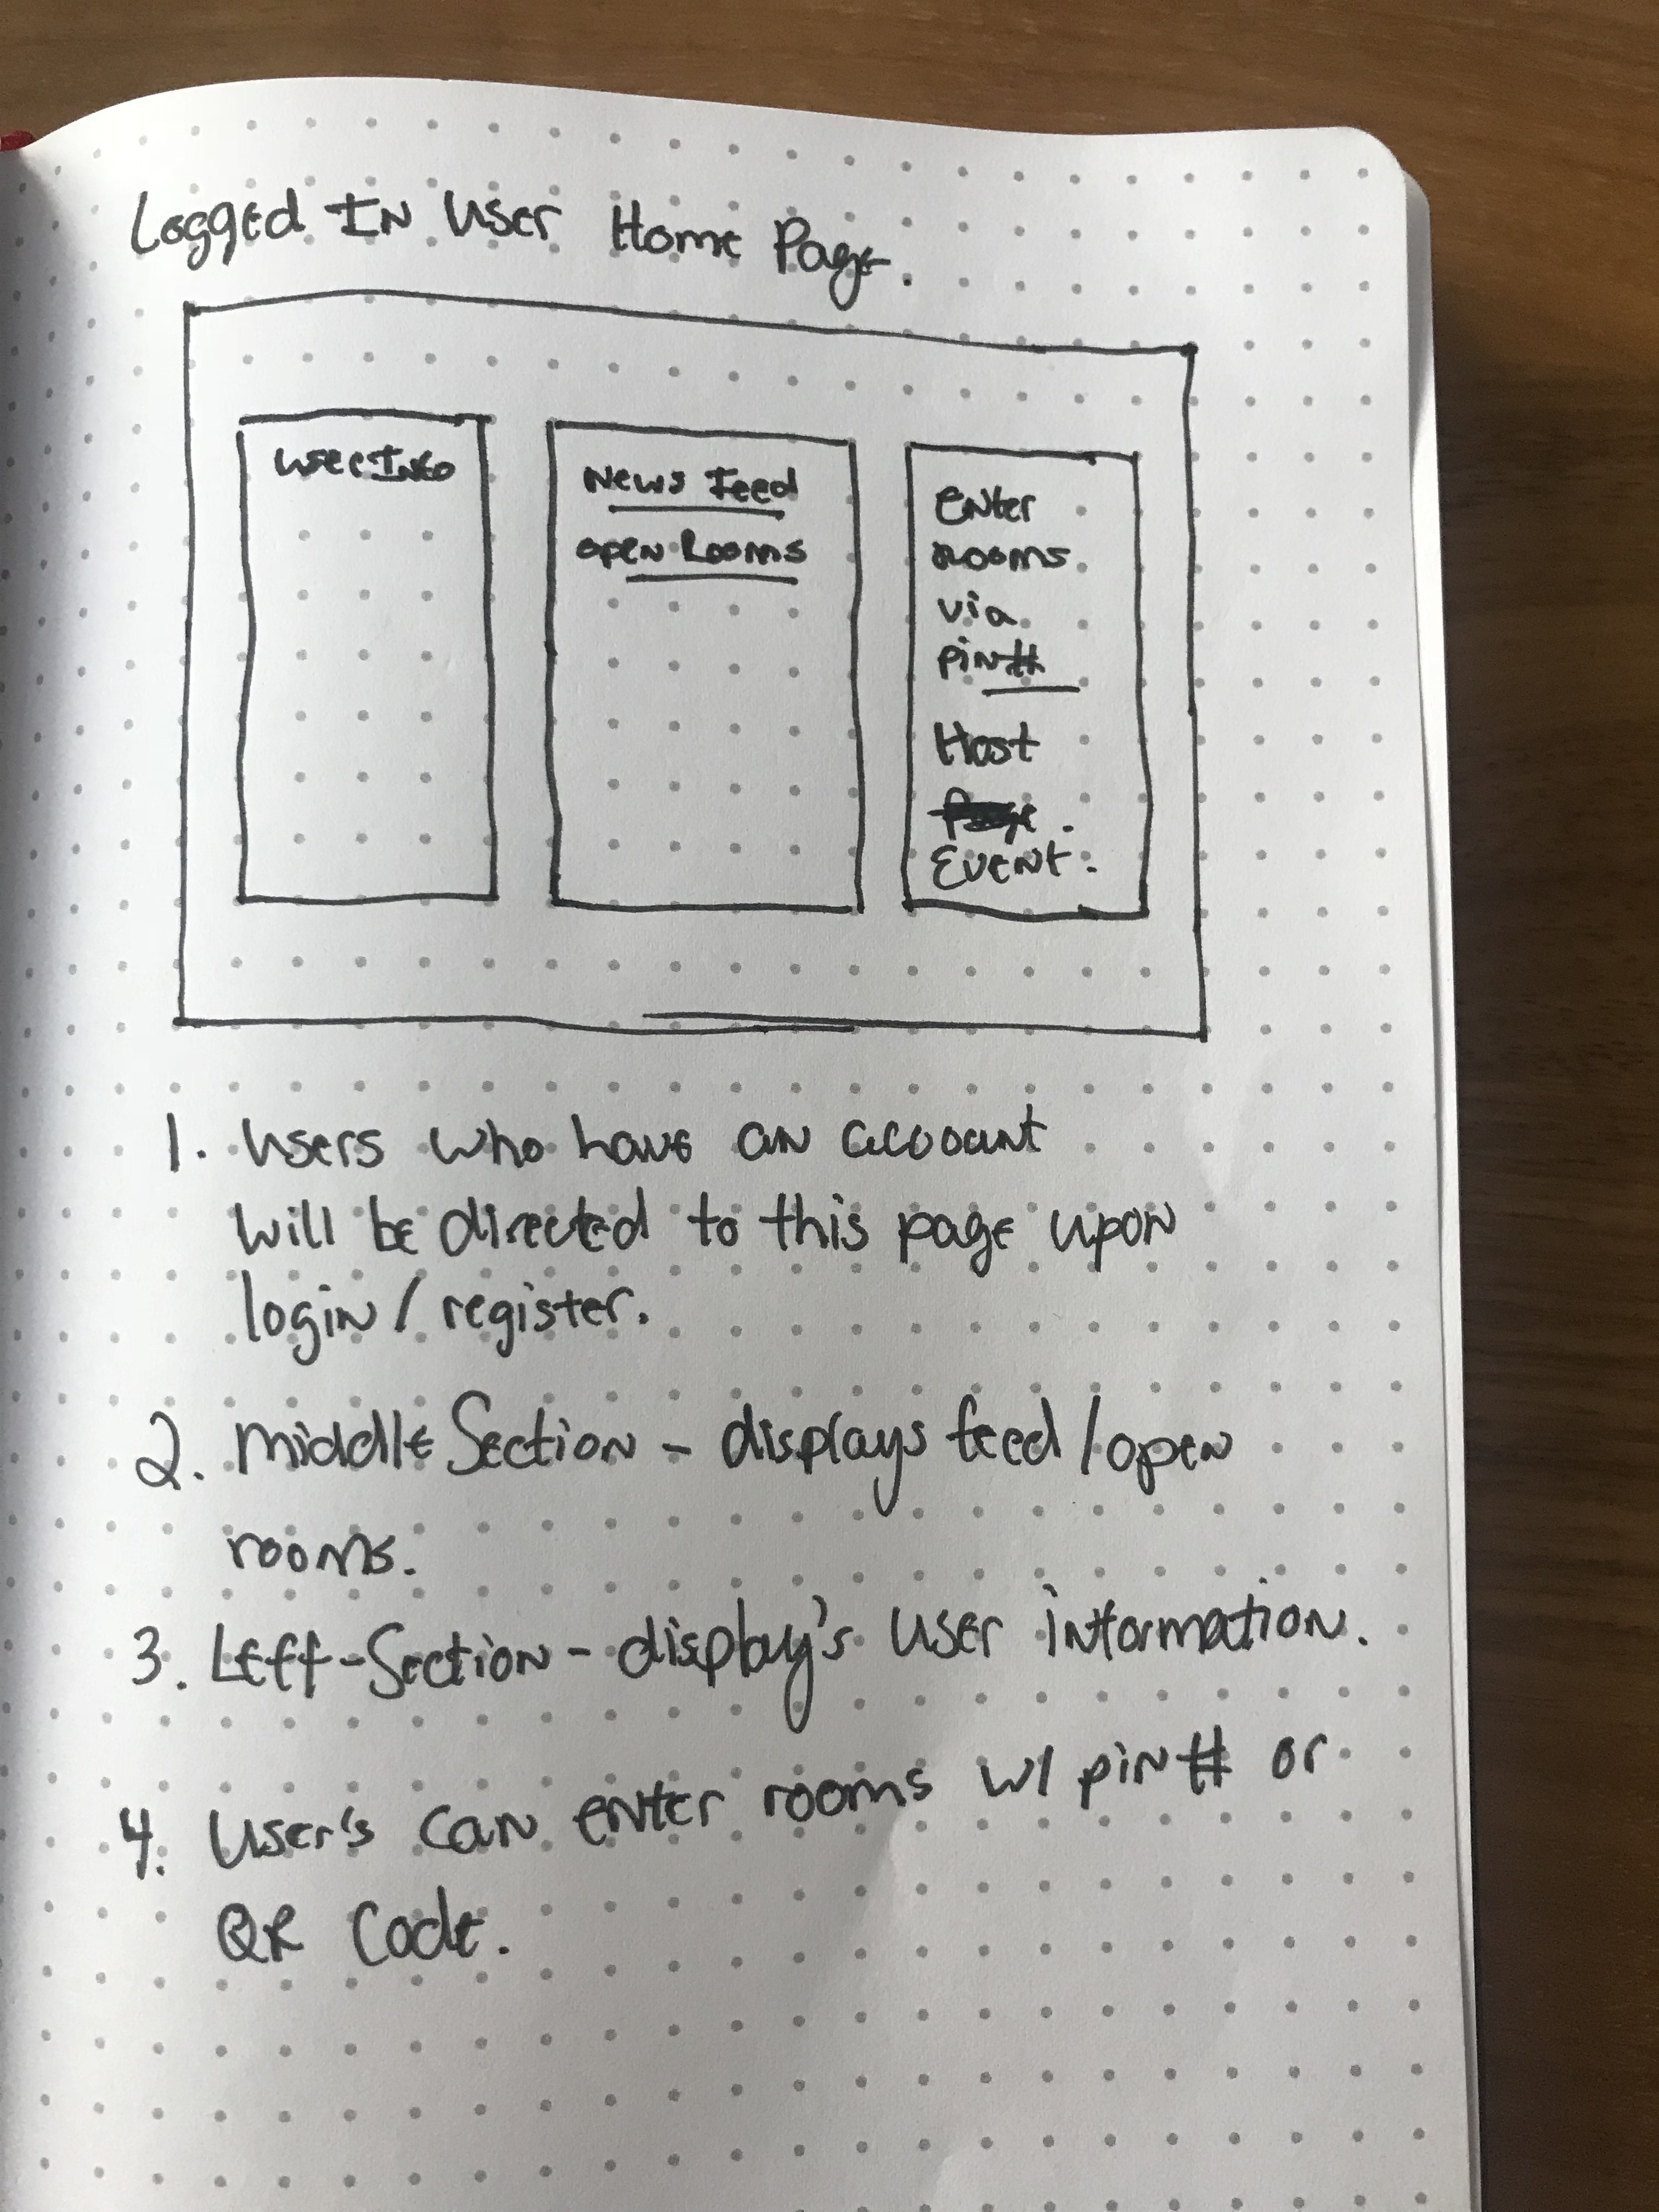 Logged In User Home Page.
User Info
News Feed
open Rooms
Enter
rooms
via
pin#
Host
Event.
1. Users who have an account
will be directed to this page upon
login/register.
2. Middle Section - displays feed/open
rooms.
3. Left-Section - display's user information.
4. User's can enter rooms w/ pin# or
QR Code.